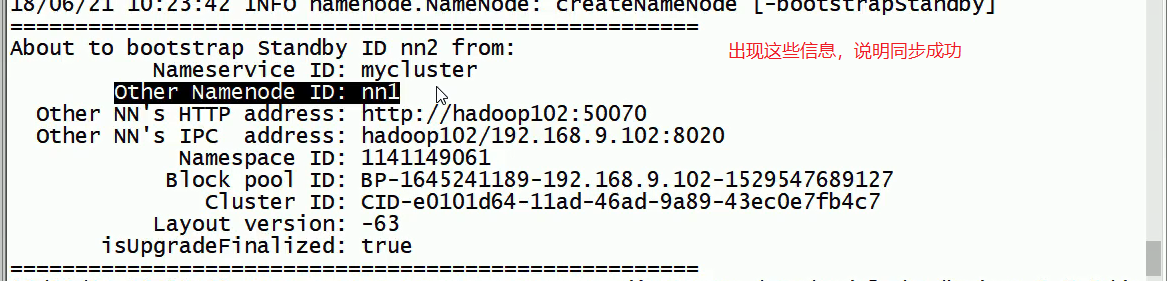 18/06/21 10:23:42 INFO namenode.NameNode: createNameNode [-bootstrapStandby]
=====================================================
About to bootstrap Standby ID nn2 from:
出现这些信息，说明同步成功
Nameservice ID: mycluster
Other Namenode ID: nn1
Other NN's HTTP address: http://hadoop102:50070
Other NN's IPC  address: hadoop102/192.168.9.102:8020
Namespace ID: 1141149061
Block pool ID: BP-1645241189-192.168.9.102-1529547689127
Cluster ID: CID-e0101d64-11ad-46ad-9a89-43ec0e7fb4c7
Layout version: -63
isUpgradeFinalized: true
=====================================================